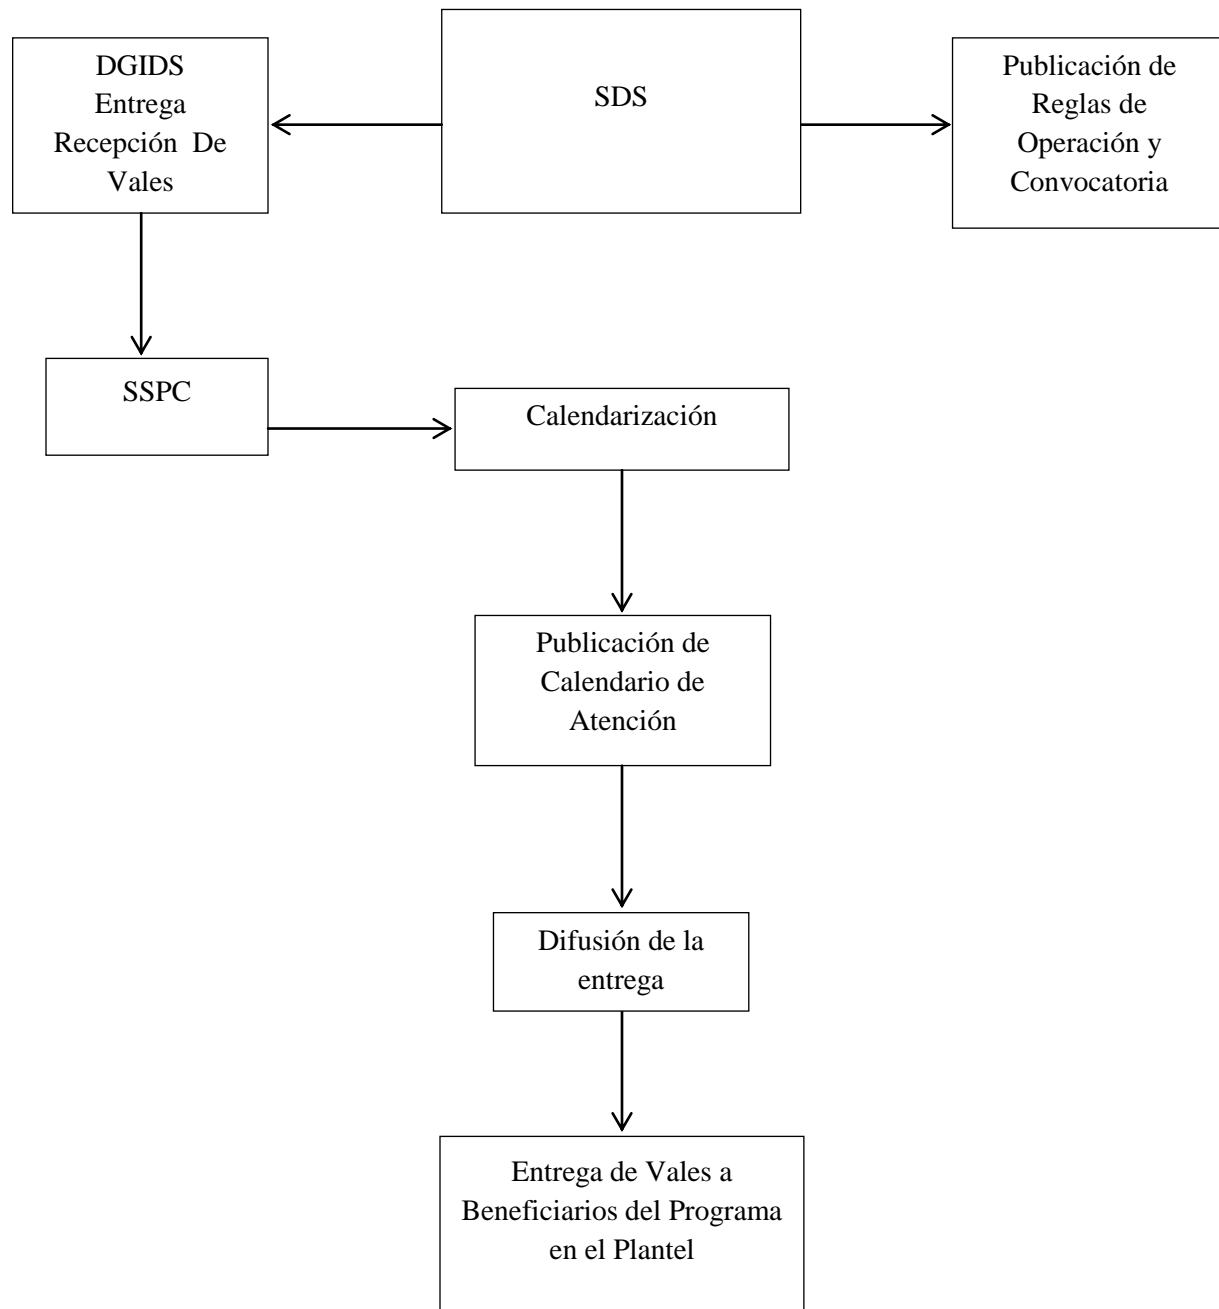 DGIDS
Entrega
Recepción De
Vales
SDS
Publicación de
Reglas de
Operación y
Convocatoria
SSPC
Calendarización
Publicación de
Calendario de
Atención
Difusión de la
entrega
Entrega de Vales a
Beneficiarios del Programa
en el Plantel